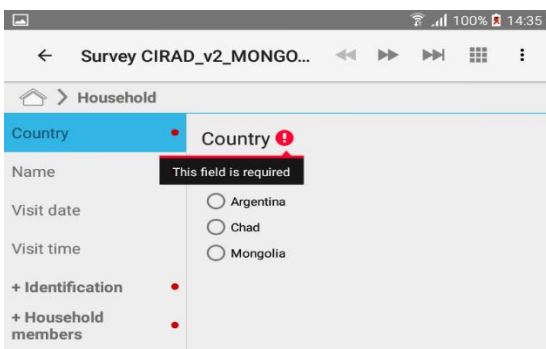 100% 14:35
Survey CIRAD_v2_MONGO...
Household
Country
Name
Visit date
Visit time
+ Identification
+ Household
members
Country
This field is required
Argentina
Chad
Mongolia